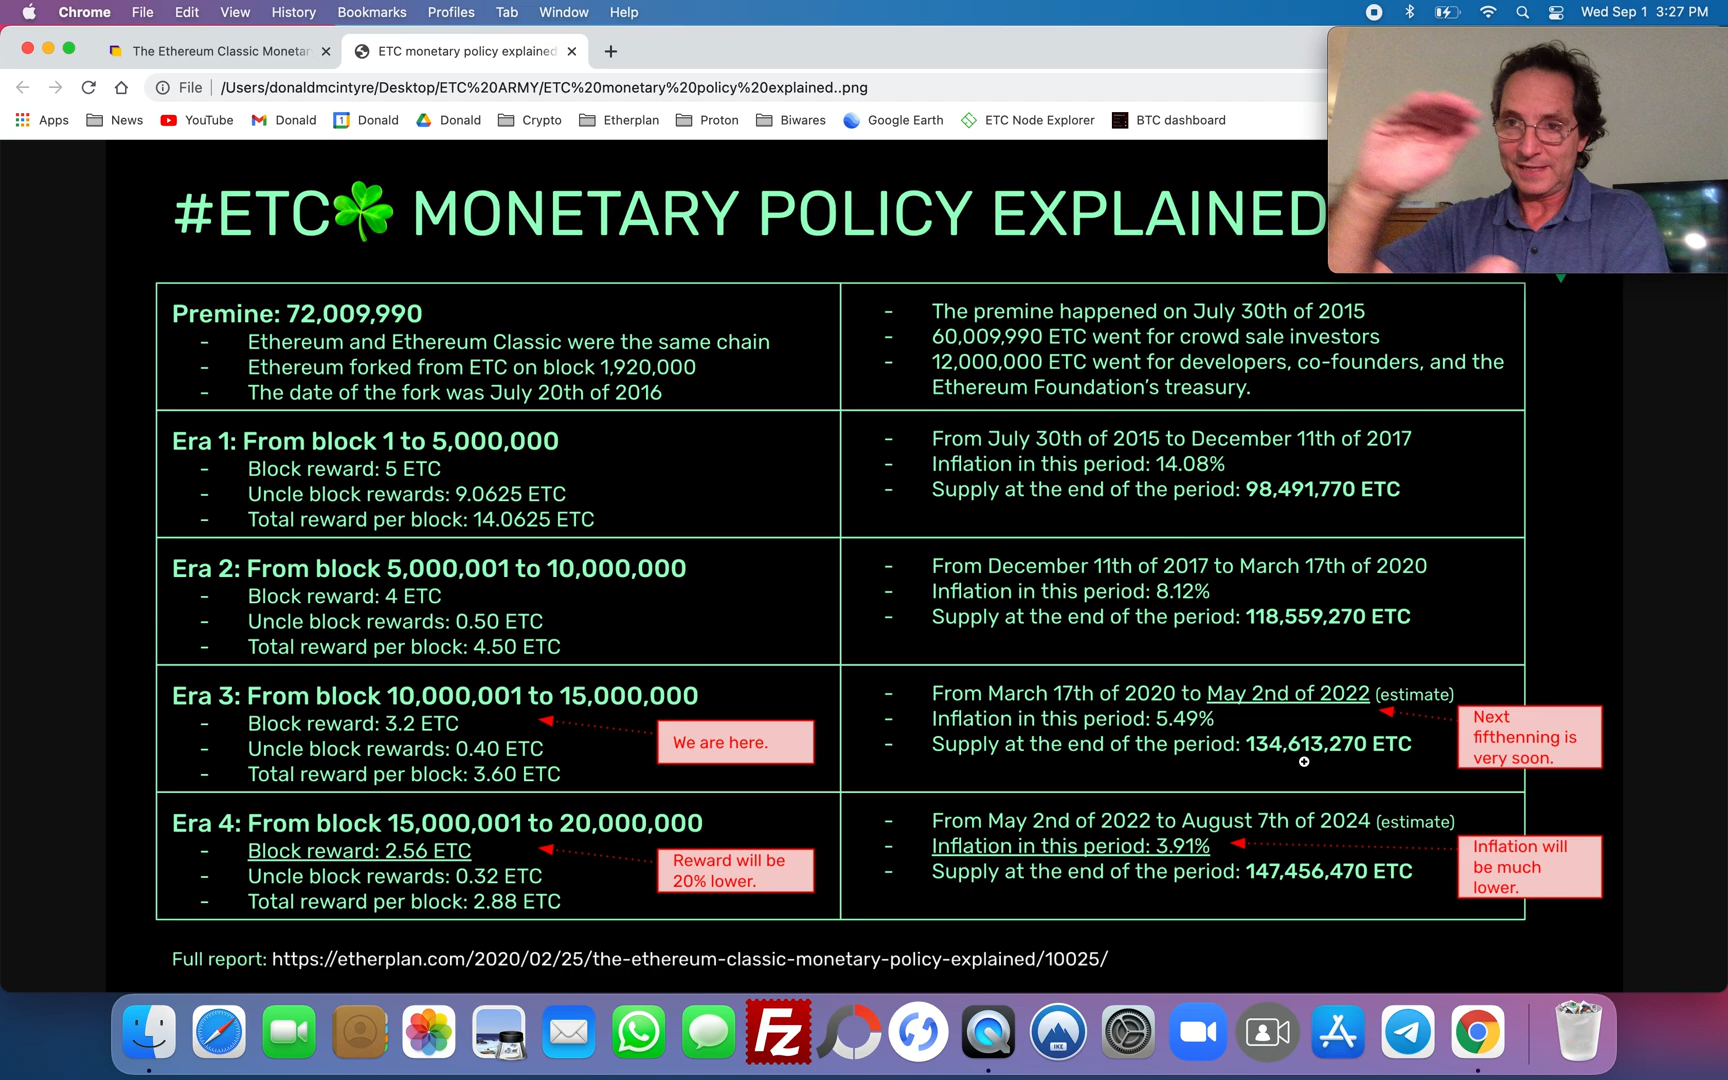 Chrome File Edit View History Bookmarks Profiles Tab Window Help Wed Sep 1 3:27 PM
The Ethereum Classic Monetar ETC monetary policy explained
File /Users/donaldmcintyre/Desktop/ETC%20ARMY/ETC%20monetary%20policy%20explained..png
Apps News YouTube Donald 1 Donald Donald Crypto Etherplan Proton Biwares Google Earth ETC Node Explorer BTC dashboard
#ETC☘ MONETARY POLICY EXPLAINED
Premine: 72,009,990
- Ethereum and Ethereum Classic were the same chain
- Ethereum forked from ETC on block 1,920,000
- The date of the fork was July 20th of 2016
- The premine happened on July 30th of 2015
- 60,009,990 ETC went for crowd sale investors
- 12,000,000 ETC went for developers, co-founders, and the
Ethereum Foundation's treasury.
Era 1: From block 1 to 5,000,000
- Block reward: 5 ETC
- Uncle block rewards: 9.0625 ETC
- Total reward per block: 14.0625 ETC
- From July 30th of 2015 to December 11th of 2017
- Inflation in this period: 14.08%
- Supply at the end of the period: 98,491,770 ETC
Era 2: From block 5,000,001 to 10,000,000
- Block reward: 4 ETC
- Uncle block rewards: 0.50 ETC
- Total reward per block: 4.50 ETC
- From December 11th of 2017 to March 17th of 2020
- Inflation in this period: 8.12%
- Supply at the end of the period: 118,559,270 ETC
Era 3: From block 10,000,001 to 15,000,000
- Block reward: 3.2 ETC
- Uncle block rewards: 0.40 ETC
- Total reward per block: 3.60 ETC
We are here.
- From March 17th of 2020 to May 2nd of 2022 (estimate)
- Inflation in this period: 5.49%
- Supply at the end of the period: 134,613,270 ETC
Next
fifthenning is
very soon.
Era 4: From block 15,000,001 to 20,000,000
- Block reward: 2.56 ETC
- Uncle block rewards: 0.32 ETC
- Total reward per block: 2.88 ETC
Reward will be
20% lower.
- From May 2nd of 2022 to August 7th of 2024 (estimate)
- Inflation in this period: 3.91%
- Supply at the end of the period: 147,456,470 ETC
Inflation will
be much
lower.
Full report: https://etherplan.com/2020/02/25/the-ethereum-classic-monetary-policy-explained/10025/
Fz
IKE